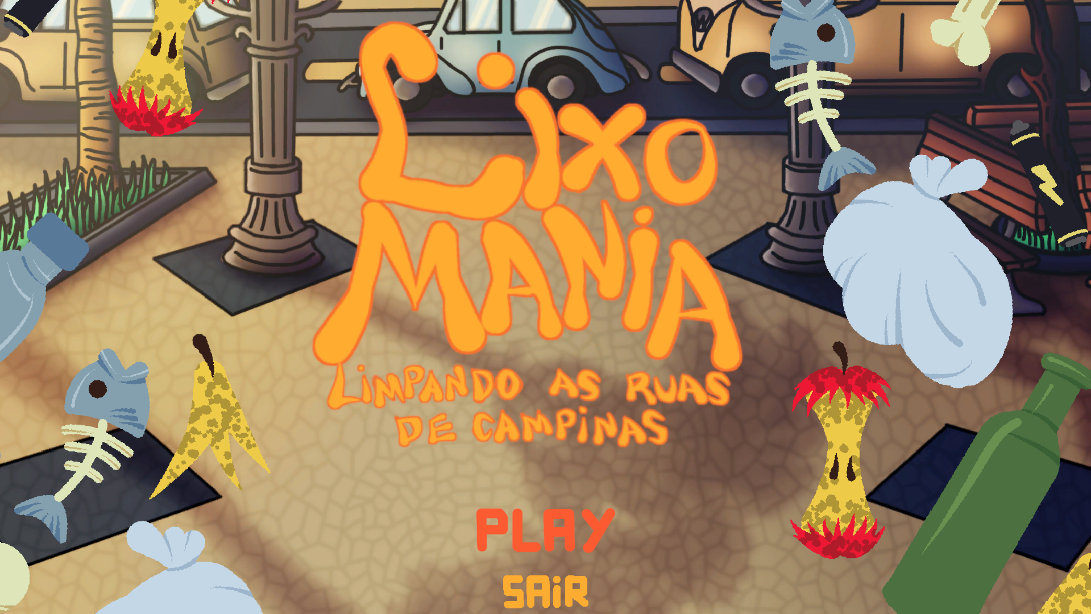 LiXO
MANiA
LiMPANDO AS RUAS
DE CAMPiNAS
PLAY
SAiR